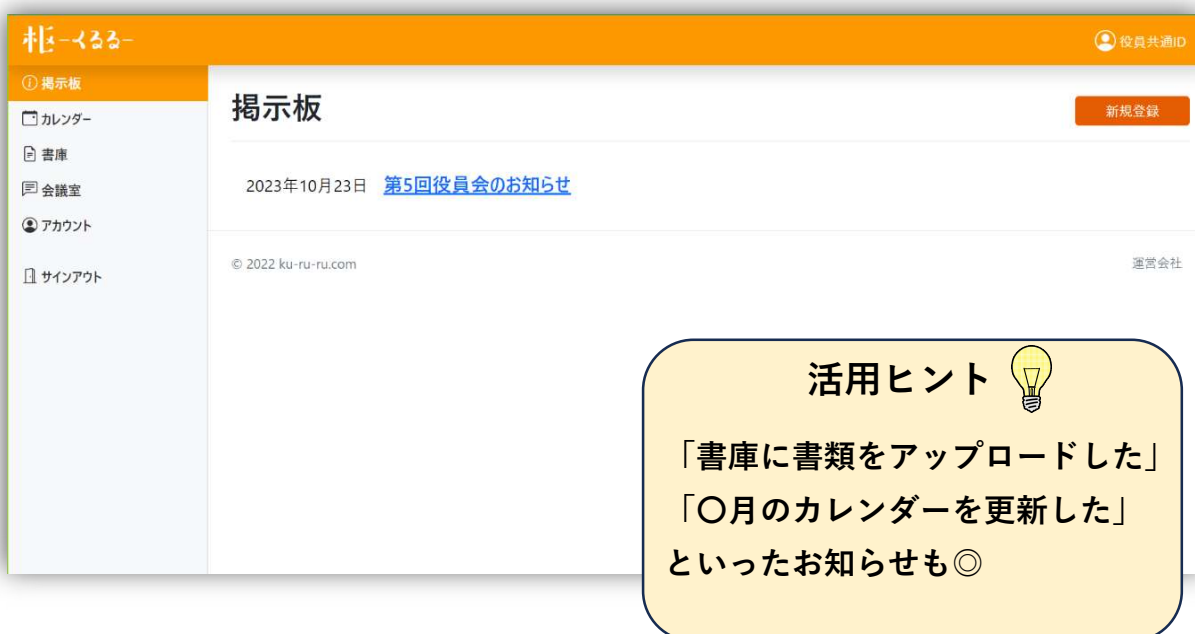 枢-くるる-
役員共通ID
掲示板
カレンダー
書庫
会議室
アカウント
サインアウト
掲示板
新規登録
2023年10月23日 第5回役員会のお知らせ
© 2022 ku-ru-ru.com
運営会社
活用ヒント
「書庫に書類をアップロードした」
「〇月のカレンダーを更新した」
といったお知らせも◎